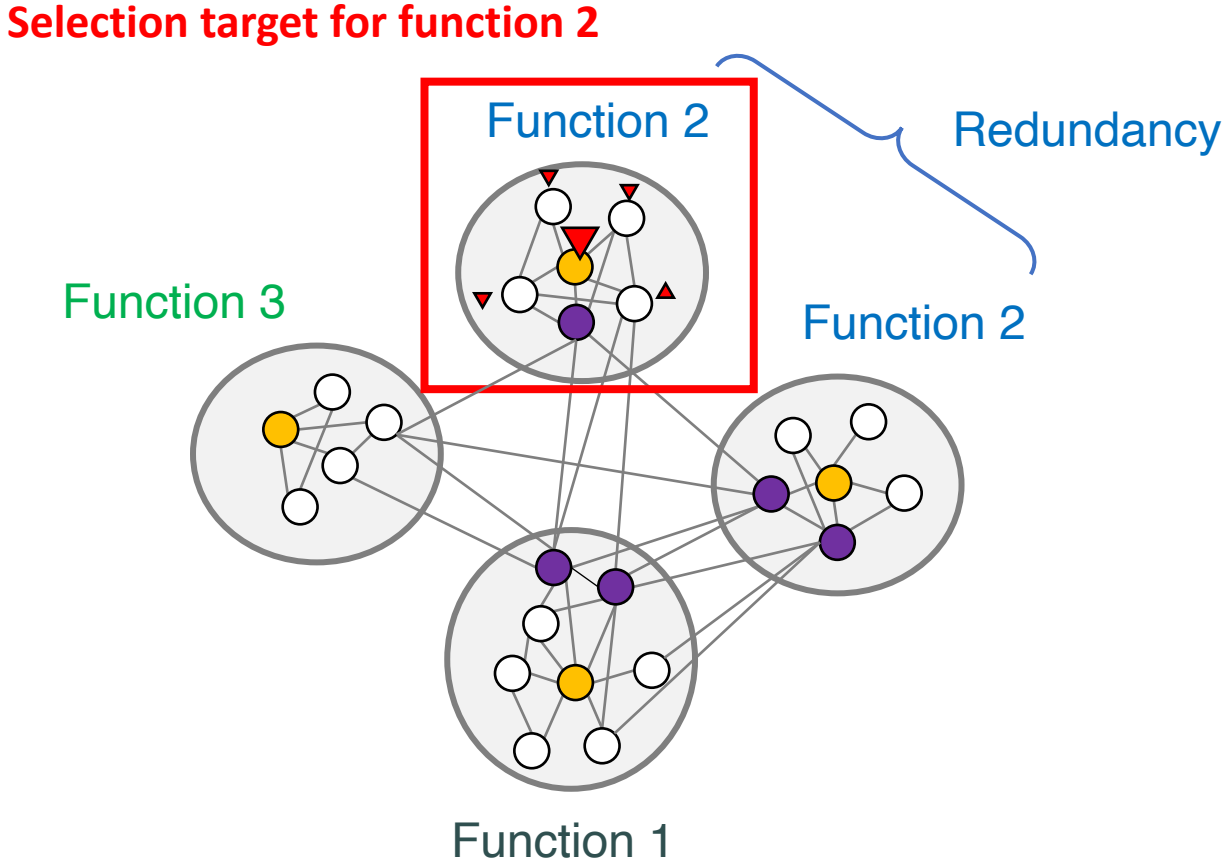 Selection target for function 2
Function 2
Redundancy
Function 3
Function 2
Function 1